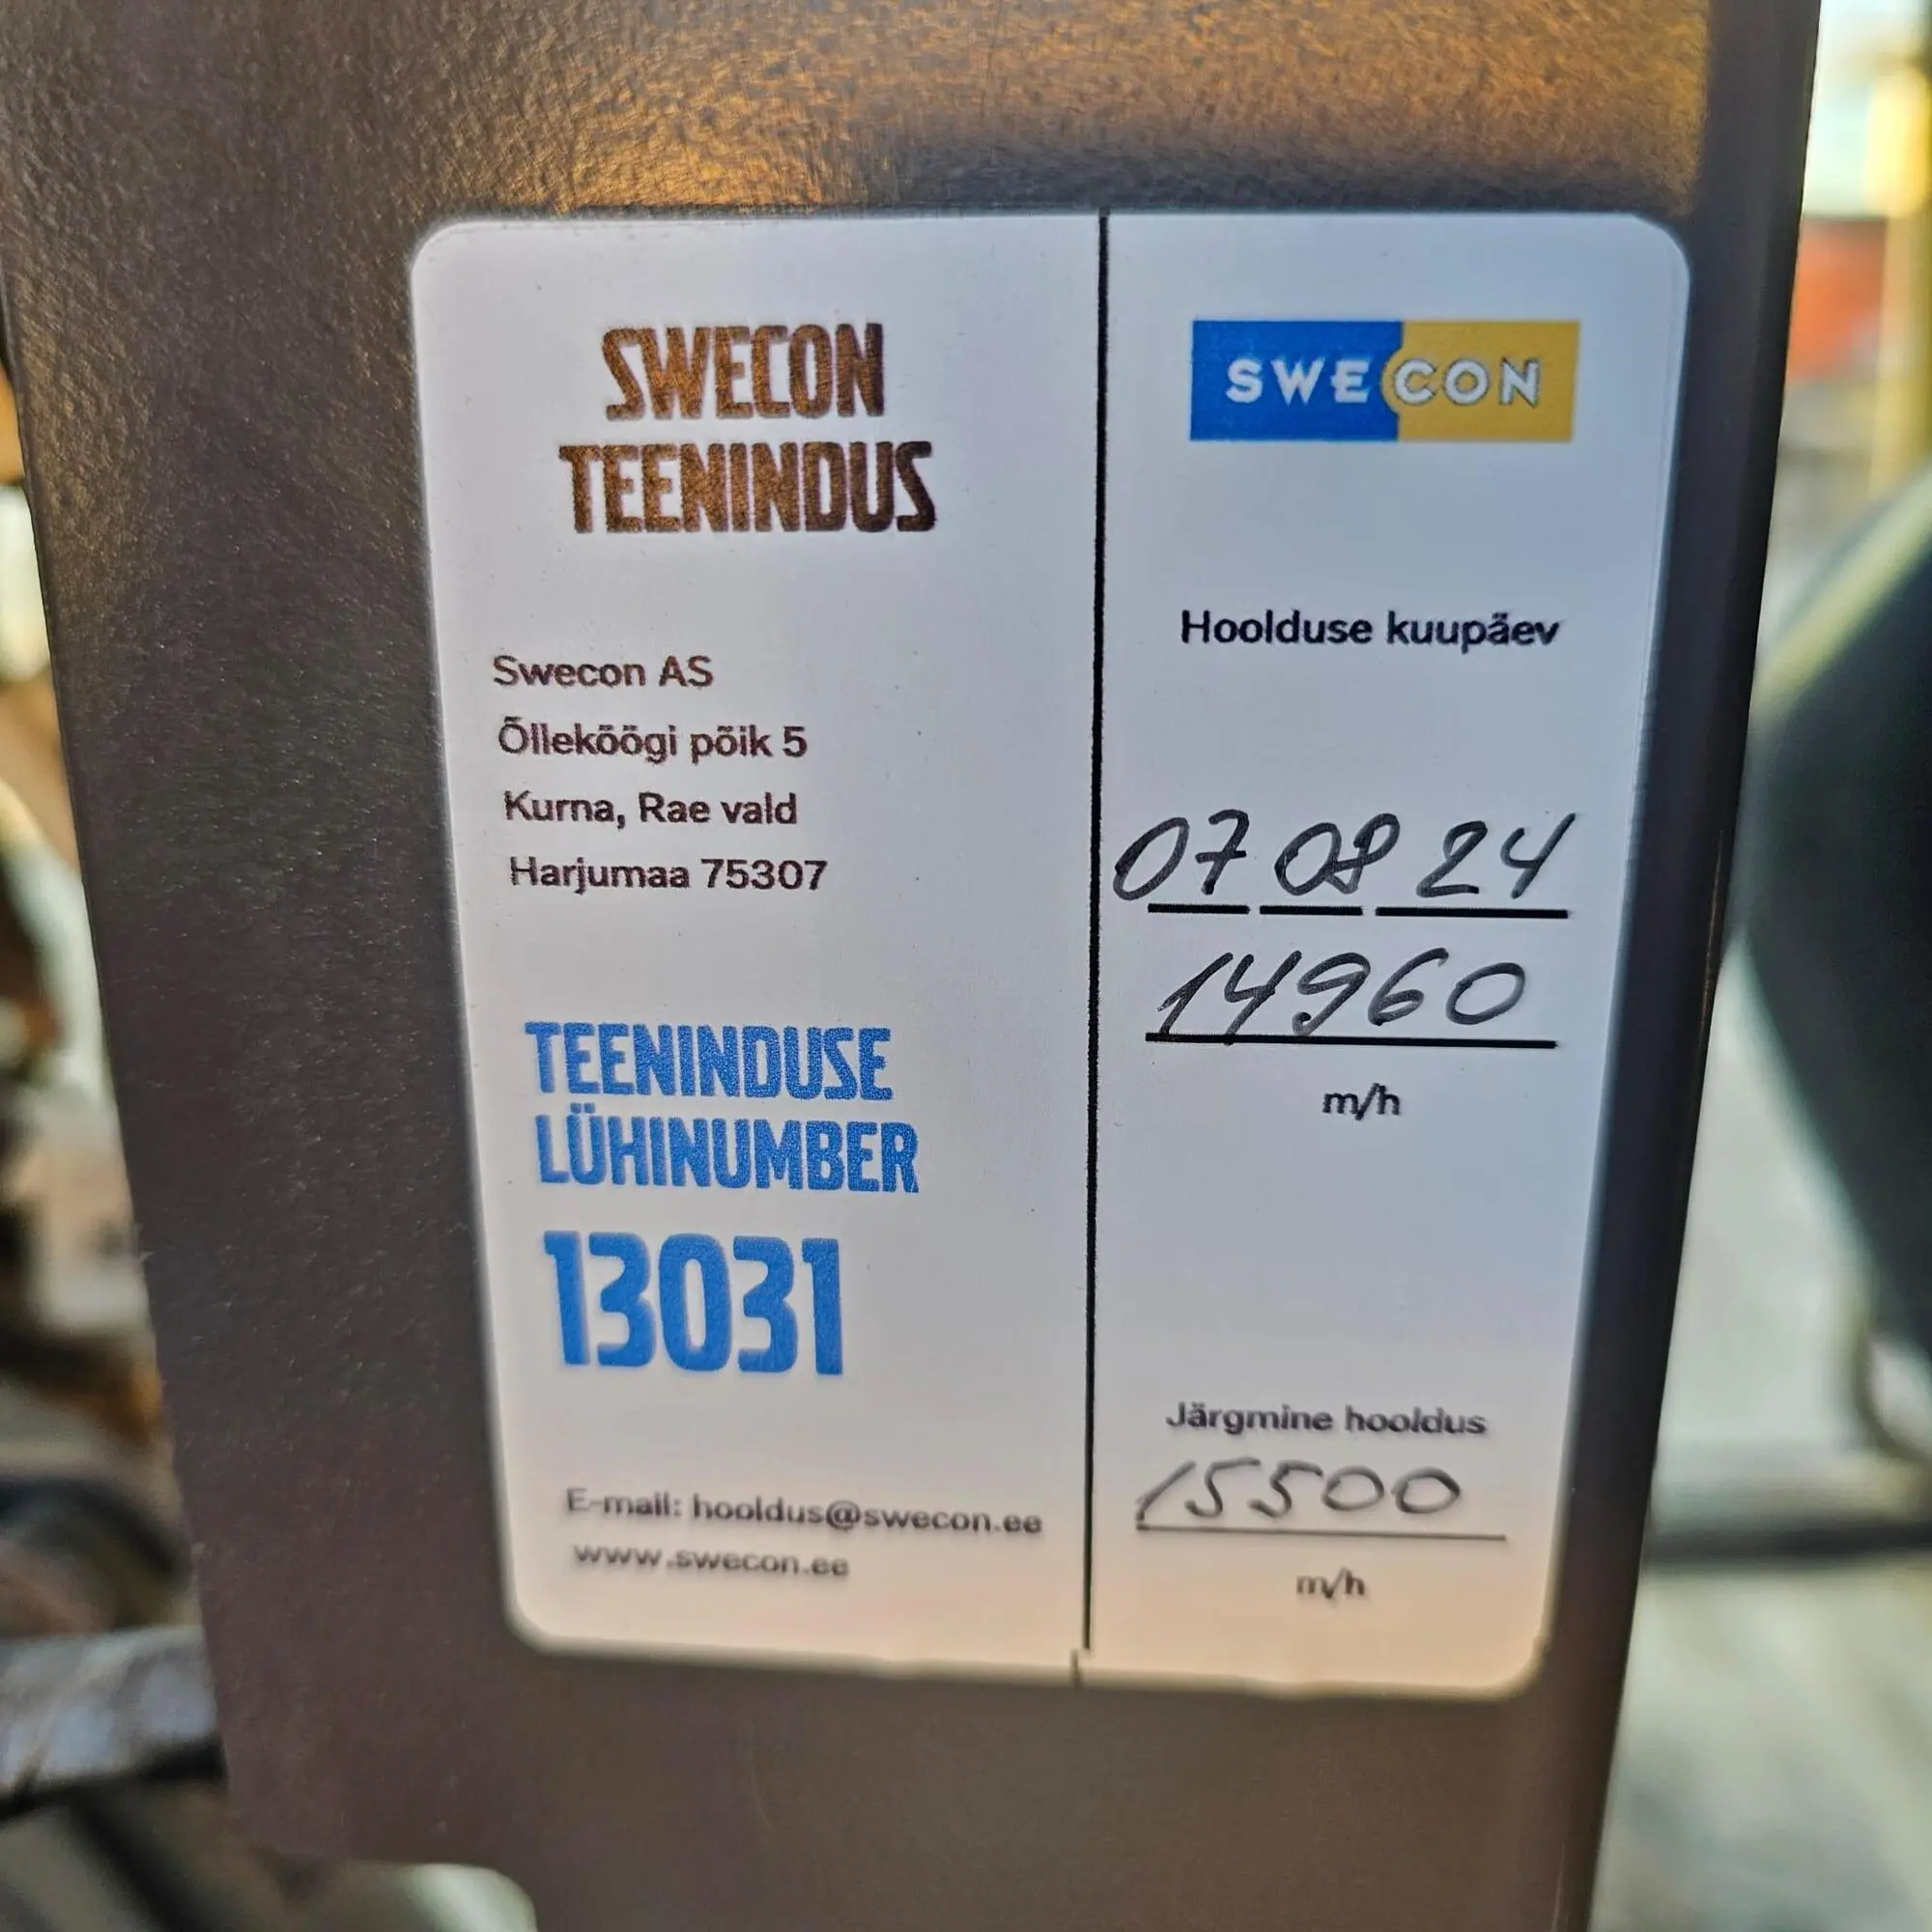 SWECON
TEENINDUS
Swecon AS
Õlleköögi põik 5
Kurna, Rae vald
Harjumaa 75307
TEENINDUSE
LÜHINUMBER
13031
E-mail: hooldus@swecon.ee
www.swecon.ee
SWECON
Hoolduse kuupäev
07 08 24
14960
m/h
Järgmine hooldus
15500
m/h